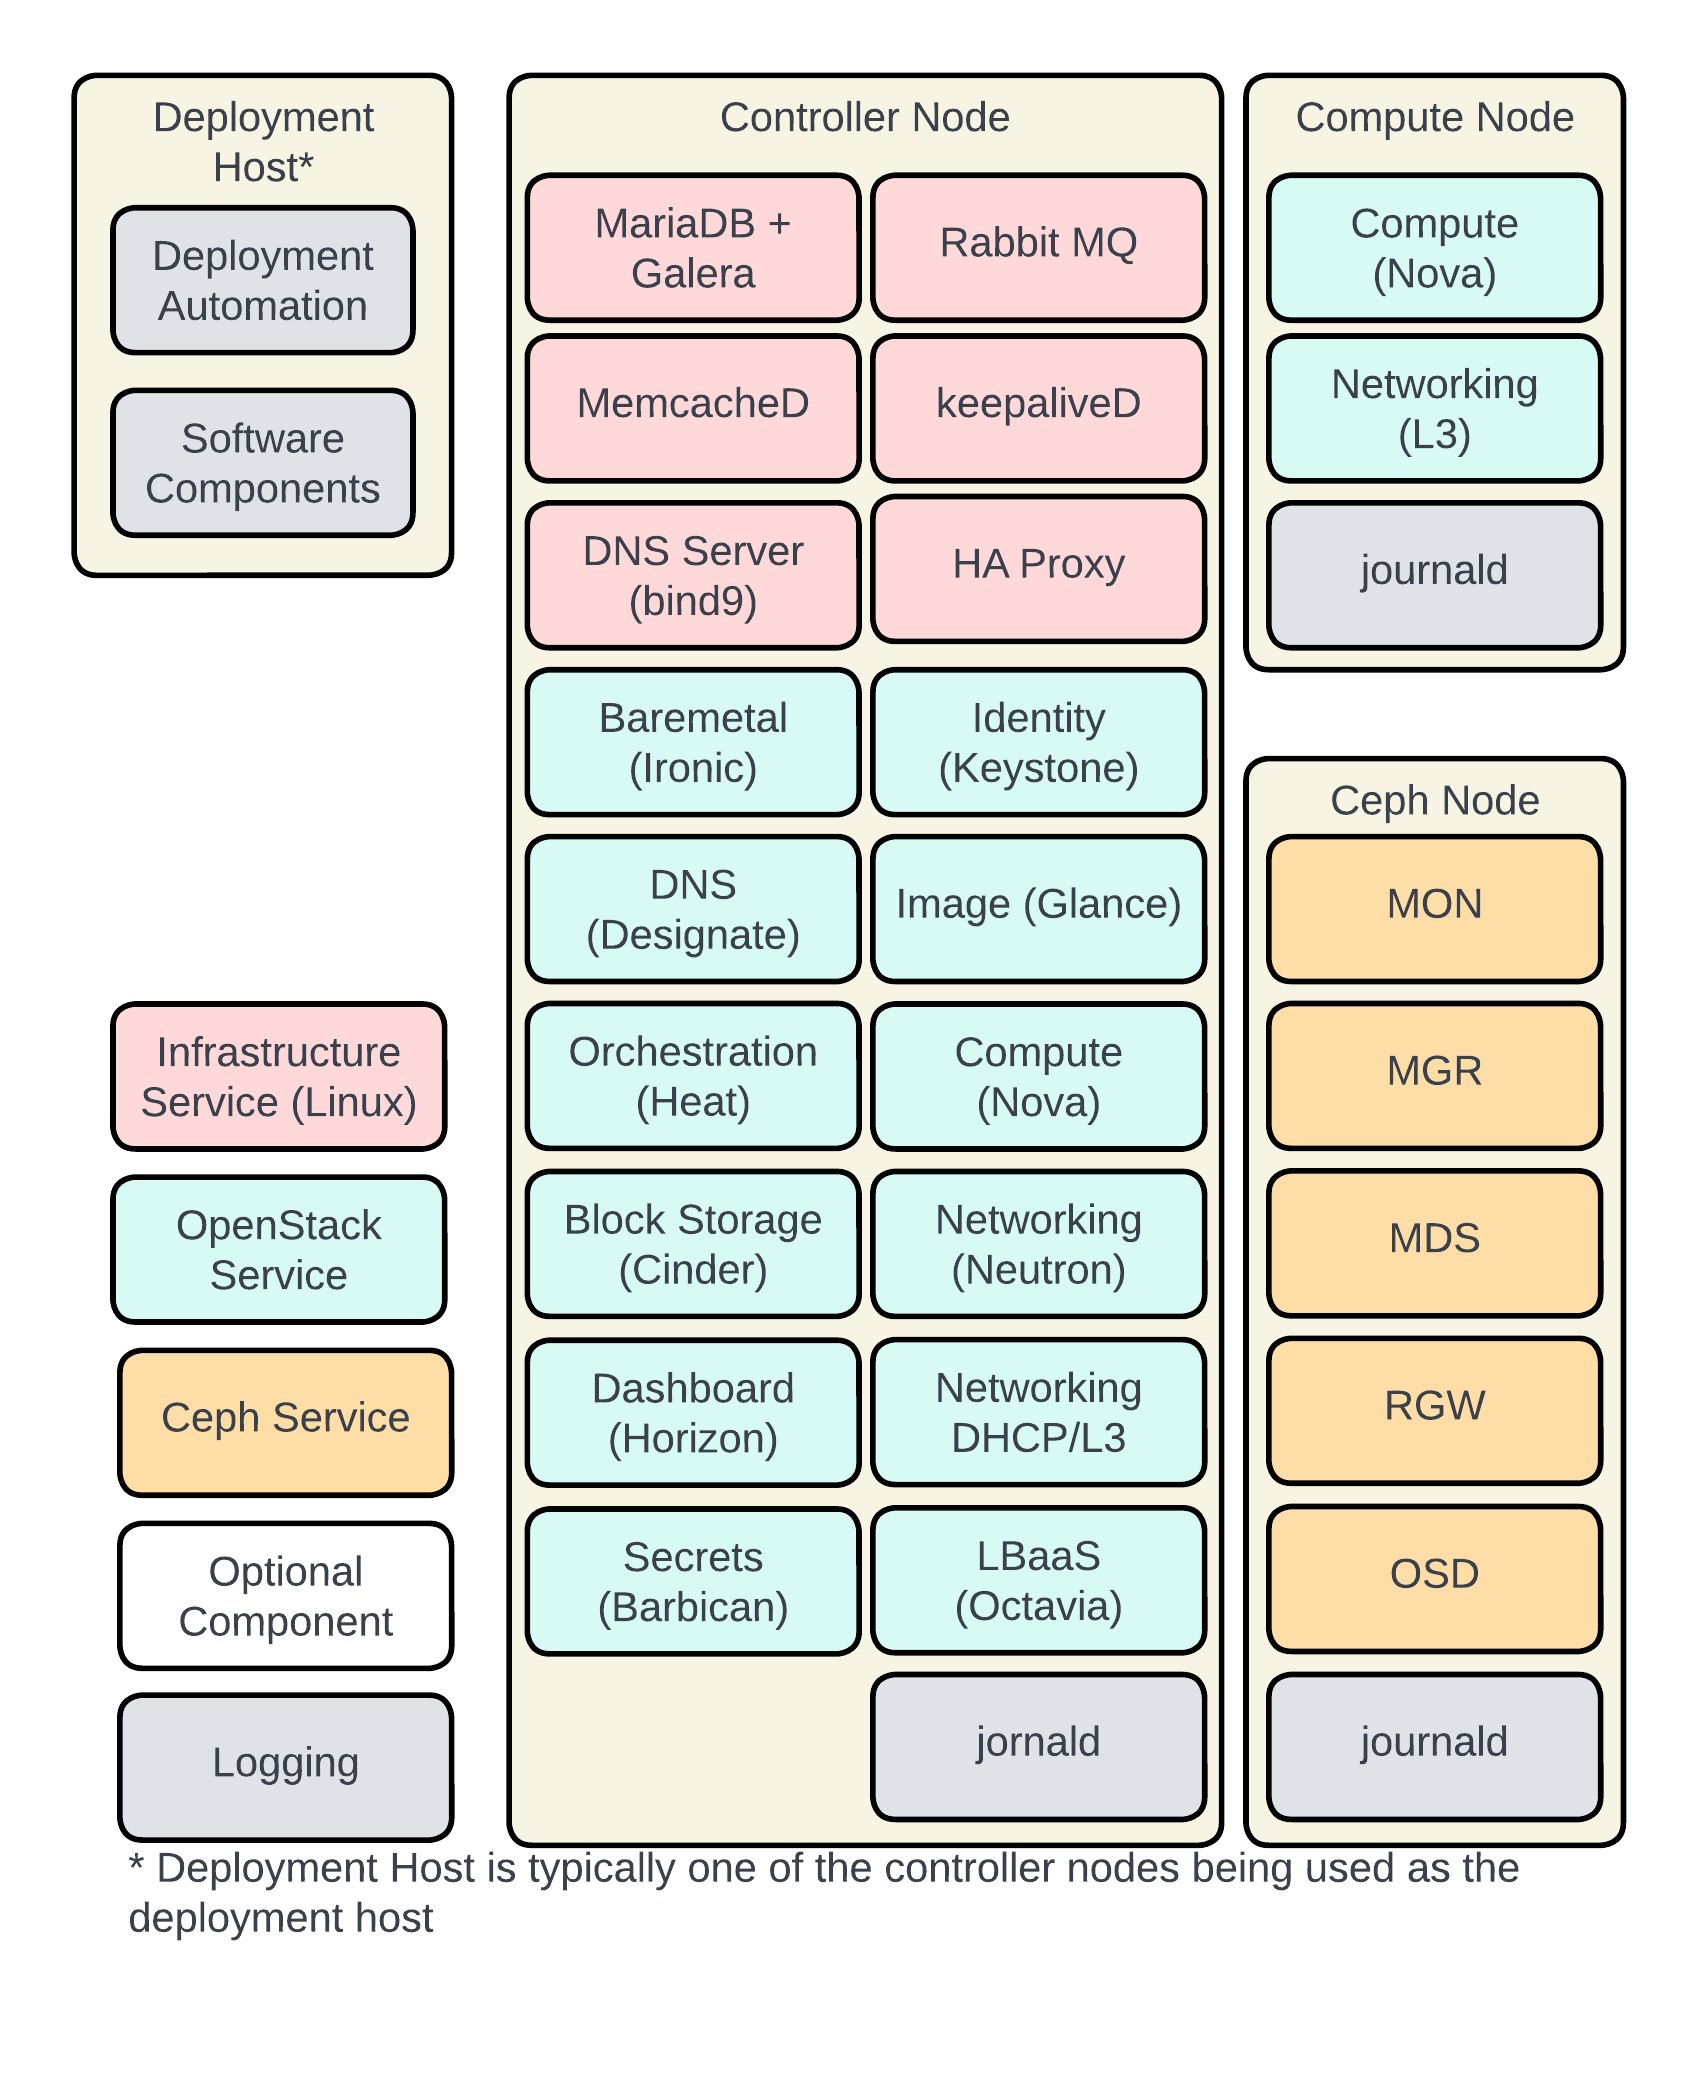 Deployment
Host*
Deployment
Automation
Software
Components
Controller Node
MariaDB +
Galera
Rabbit MQ
MemcacheD
keepaliveD
DNS Server
(bind9)
HA Proxy
Baremetal
(Ironic)
Identity
(Keystone)
DNS
(Designate)
Image (Glance)
Orchestration
(Heat)
Compute
(Nova)
Block Storage
(Cinder)
Networking
(Neutron)
Dashboard
(Horizon)
Networking
DHCP/L3
Secrets
(Barbican)
LBaaS
(Octavia)
jornald
Compute Node
Compute
(Nova)
Networking
(L3)
journald
Ceph Node
MON
MGR
MDS
RGW
OSD
journald
Infrastructure
Service (Linux)
OpenStack
Service
Ceph Service
Optional
Component
Logging
* Deployment Host is typically one of the controller nodes being used as the
deployment host